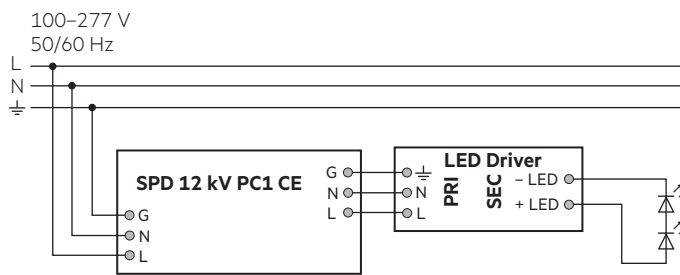 100–277 V
50/60 Hz
L
N
SPD 12 kV PC1 CE
G
N
L
G
N
L
LED Driver
PRI
SEC
N
L
– LED
+ LED